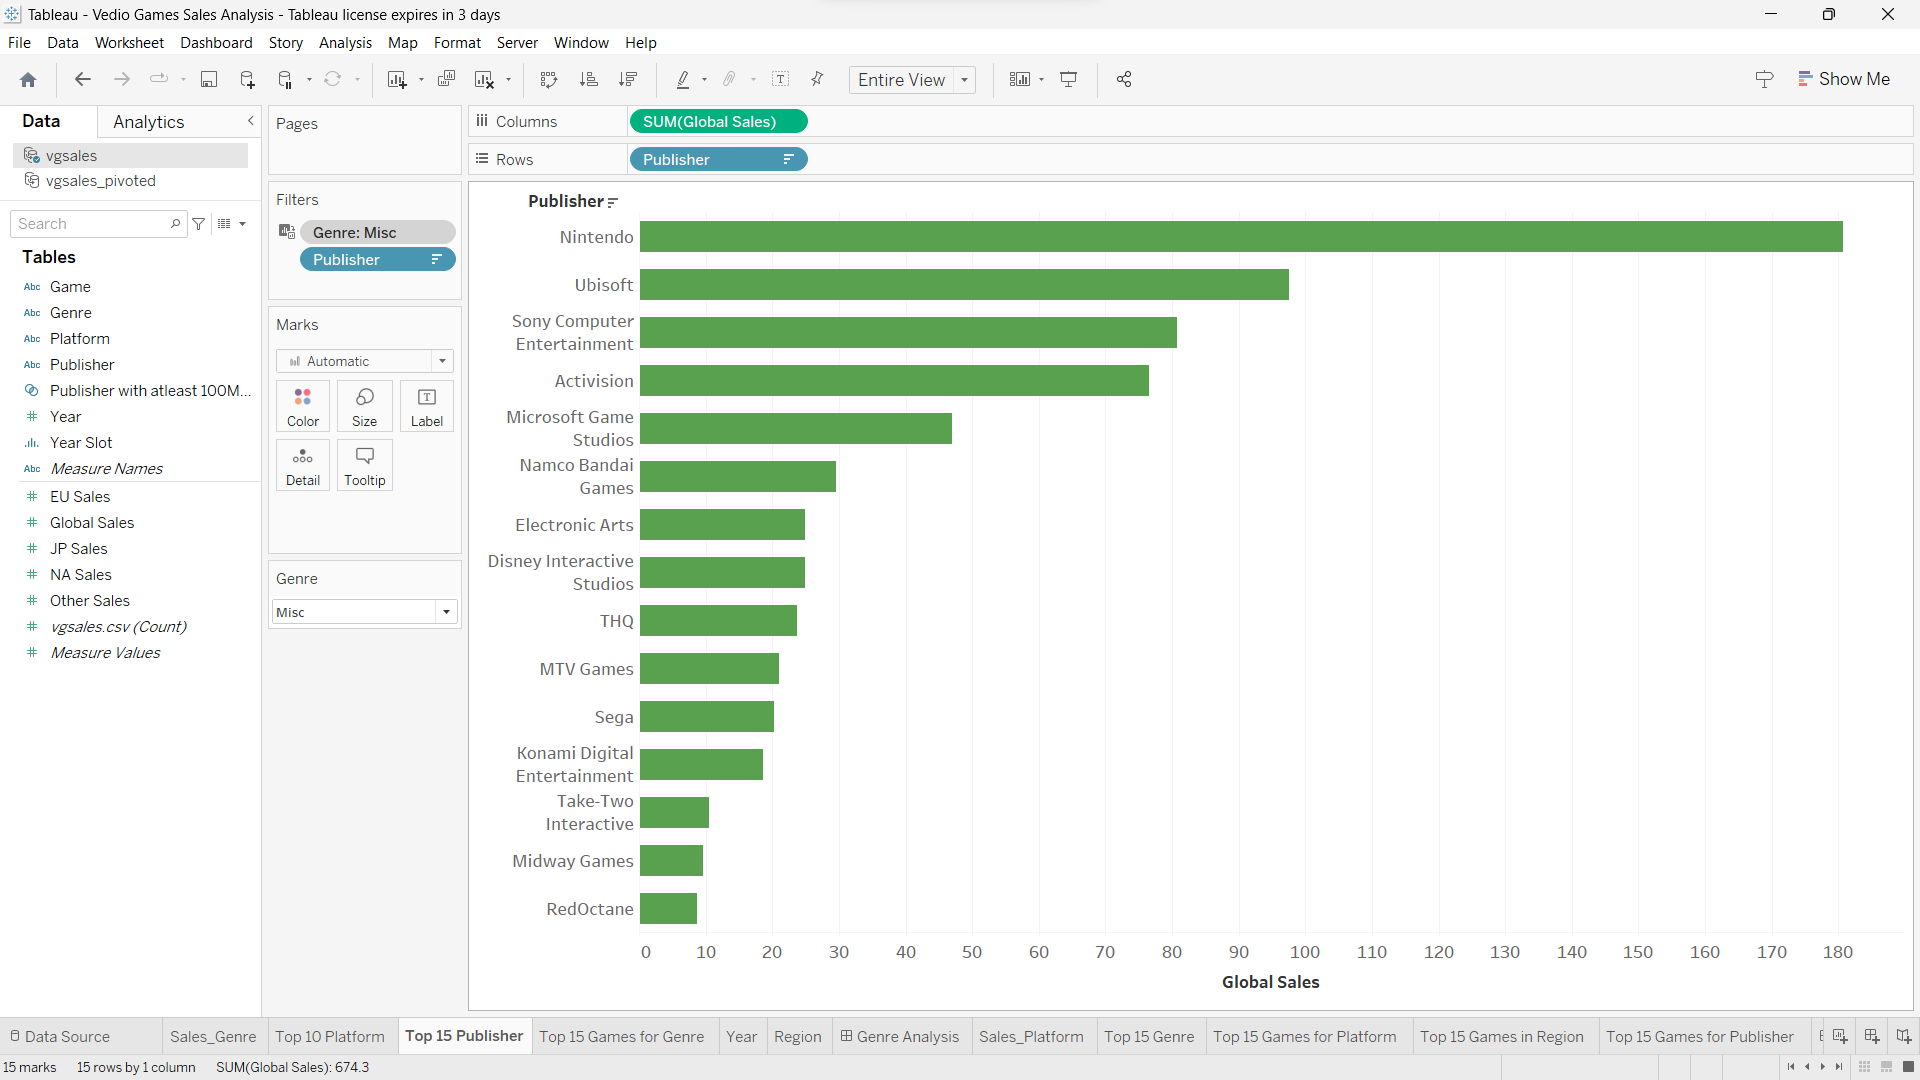 Tableau - Vedio Games Sales Analysis - Tableau license expires in 3 days
File Data Worksheet Dashboard Story Analysis Map Format Server Window Help
Entire View
Show Me
Data Analytics
vgsales
vgsales_pivoted
Search
Tables
Abc Game
Abc Genre
Abc Platform
Abc Publisher
Publisher with atleast 100M...
# Year
Year Slot
Abc Measure Names
# EU Sales
# Global Sales
# JP Sales
# NA Sales
# Other Sales
# vgsales.csv (Count)
# Measure Values
Pages
Filters
Genre: Misc
Publisher
Marks
Automatic
Color Size Label
Detail Tooltip
Genre
Misc
Columns SUM(Global Sales)
Rows Publisher
Publisher
Nintendo
Ubisoft
Sony Computer
Entertainment
Activision
Microsoft Game
Studios
Namco Bandai
Games
Electronic Arts
Disney Interactive
Studios
THQ
MTV Games
Sega
Konami Digital
Entertainment
Take-Two
Interactive
Midway Games
RedOctane
0 10 20 30 40 50 60 70 80 90 100 110 120 130 140 150 160 170 180
Global Sales
Data Source Sales_Genre Top 10 Platform Top 15 Publisher Top 15 Games for Genre Year Region Genre Analysis Sales_Platform Top 15 Genre Top 15 Games for Platform Top 15 Games in Region Top 15 Games for Publisher
15 marks 15 rows by 1 column SUM(Global Sales): 674.3